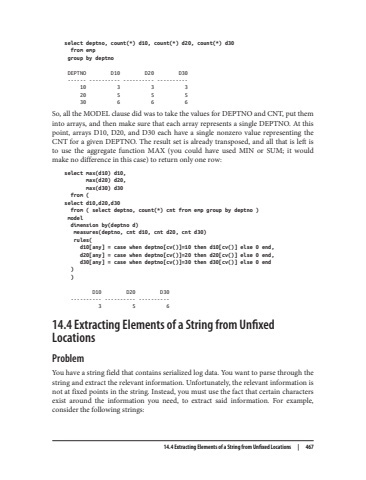 select deptno, count(*) d10, count(*) d20, count(*) d30
from emp
group by deptno
DEPTNO D10 D20 D30
------ ---------- ---------- ----------
10 3 3 3
20 5 5 5
30 6 6 6
So, all the MODEL clause did was to take the values for DEPTNO and CNT, put them
into arrays, and then make sure that each array represents a single DEPTNO. At this
point, arrays D10, D20, and D30 each have a single nonzero value representing the
CNT for a given DEPTNO. The result set is already transposed, and all that is left is
to use the aggregate function MAX (you could have used MIN or SUM; it would
make no difference in this case) to return only one row:
select max(d10) d10,
max(d20) d20,
max(d30) d30
from (
select d10,d20,d30
from ( select deptno, count(*) cnt from emp group by deptno )
model
dimension by(deptno d)
measures(deptno, cnt d10, cnt d20, cnt d30)
rules(
d10[any] = case when deptno[cv()]=10 then d10[cv()] else 0 end,
d20[any] = case when deptno[cv()]=20 then d20[cv()] else 0 end,
d30[any] = case when deptno[cv()]=30 then d30[cv()] else 0 end
)
)
D10 D20 D30
---------- ---------- ----------
3 5 6
14.4 Extracting Elements of a String from Unfixed
Locations
Problem
You have a string field that contains serialized log data. You want to parse through the
string and extract the relevant information. Unfortunately, the relevant information is
not at fixed points in the string. Instead, you must use the fact that certain characters
exist around the information you need, to extract said information. For example,
consider the following strings:
14.4 Extracting Elements of a String from Unfixed Locations | 467